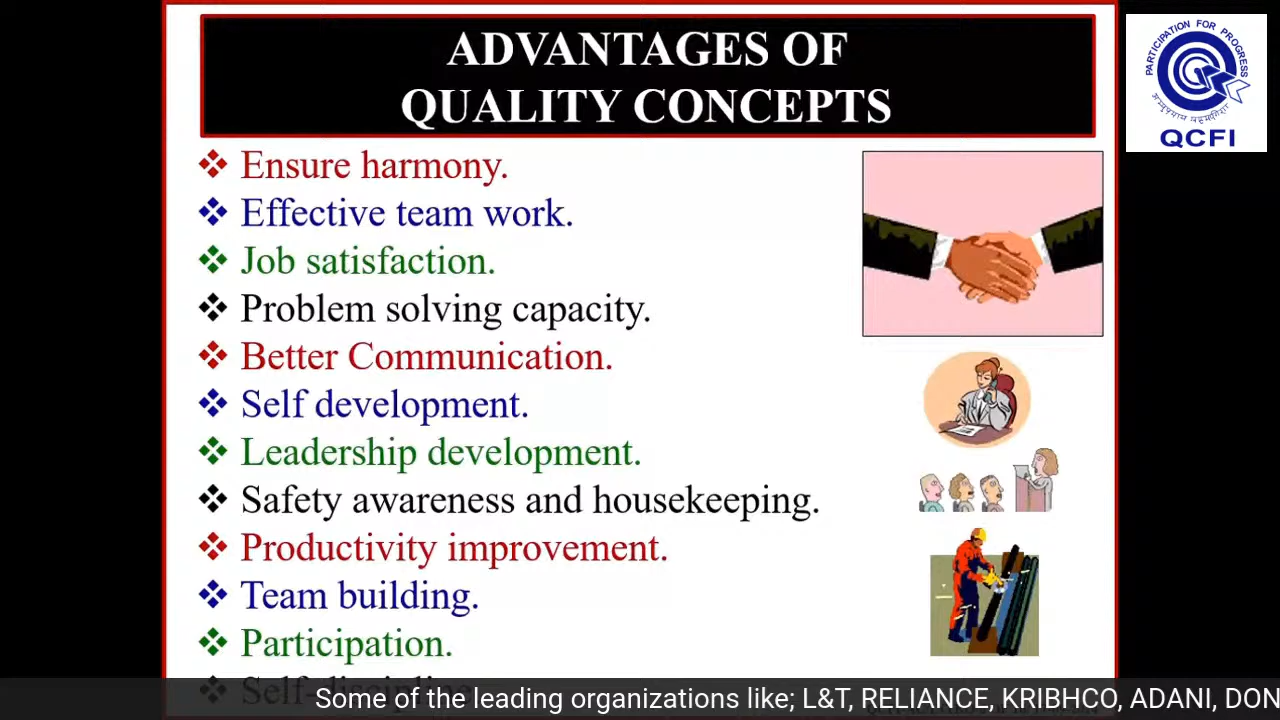 ADVANTAGES OF
QUALITY CONCEPTS
Ensure harmony.
Effective team work.
Job satisfaction.
Problem solving capacity.
Better Communication.
Self development.
Leadership development.
Safety awareness and housekeeping.
Productivity improvement.
Team building.
Participation.
Self-discipline
PARTICIPATION FOR PROGRESS
QCFI
Some of the leading organizations like; L&T, RELIANCE, KRIBHCO, ADANI, DON